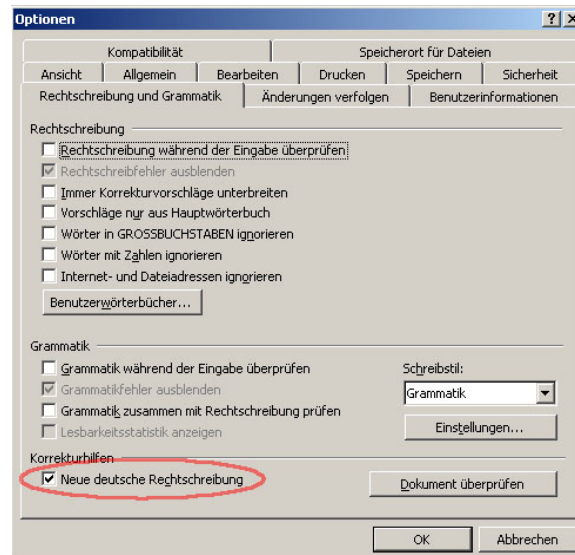 Optionen
Kompatibilität Speicherort für Dateien
Ansicht Allgemein Bearbeiten Drucken Speichern Sicherheit
Rechtschreibung und Grammatik Änderungen verfolgen Benutzerinformationen
Rechtschreibung
Rechtschreibung während der Eingabe überprüfen
Rechtschreibfehler ausblenden
Immer Korrekturvorschläge unterbreiten
Vorschläge nur aus Hauptwörterbuch
Wörter in GROSSBUCHSTABEN ignorieren
Wörter mit Zahlen ignorieren
Internet- und Dateiadressen ignorieren
Benutzerwörterbücher...
Grammatik
Grammatik während der Eingabe überprüfen Schreibstil:
Grammatikfehler ausblenden Grammatik
Grammatik zusammen mit Rechtschreibung prüfen
Lesbarkeitsstatistik anzeigen Einstellungen...
Korrekturhilfen
Neue deutsche Rechtschreibung Dokument überprüfen
OK Abbrechen